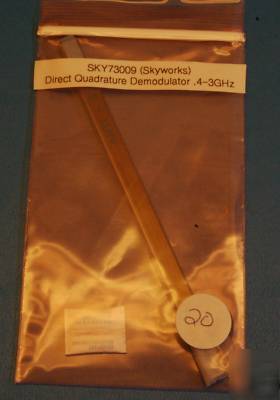 SKY73009 (Skyworks)
Direct Quadrature Demodulator .4-3GHz
20